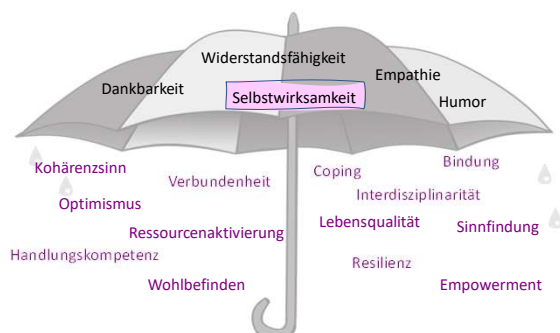 Widerstandsfähigkeit
Empathie
Dankbarkeit
Selbstwirksamkeit
Humor
Kohärenzsinn
Verbundenheit
Coping
Bindung
Optimismus
Interdisziplinarität
Ressourcenaktivierung
Lebensqualität
Sinnfindung
Handlungskompetenz
Resilienz
Wohlbefinden
Empowerment